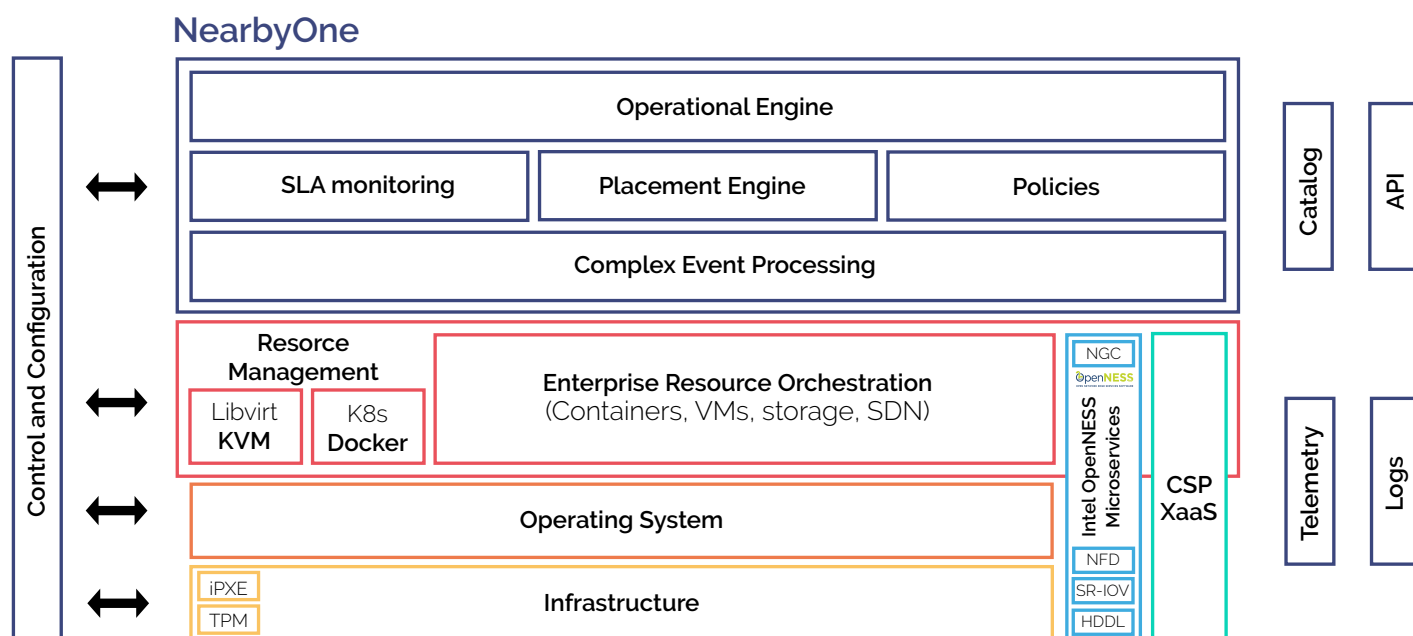 NearbyOne
Control and Configuration
Operational Engine
SLA monitoring
Placement Engine
Policies
Complex Event Processing
Catalog
API
Resorce
Management
Libvirt
KVM
K8s
Docker
Enterprise Resource Orchestration
(Containers, VMs, storage, SDN)
NGC
OpenNESS
Intel OpenNESS
Microservices
NFD
SR-IOV
HDDL
CSP
XaaS
Operating System
iPXE
TPM
Infrastructure
Telemetry
Logs